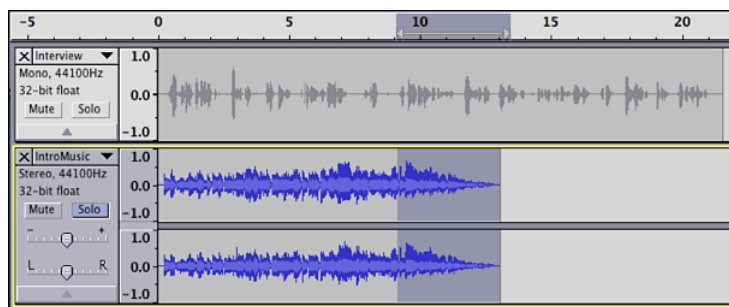 -5 0 5 10 15 20
X Interview ▼ 1.0
Mono, 44100Hz
32-bit float
Mute Solo 0.0
-1.0
X IntroMusic ▼ 1.0
Stereo, 44100Hz
32-bit float 0.0
Mute Solo -1.0
- + 1.0
L R 0.0
-1.0